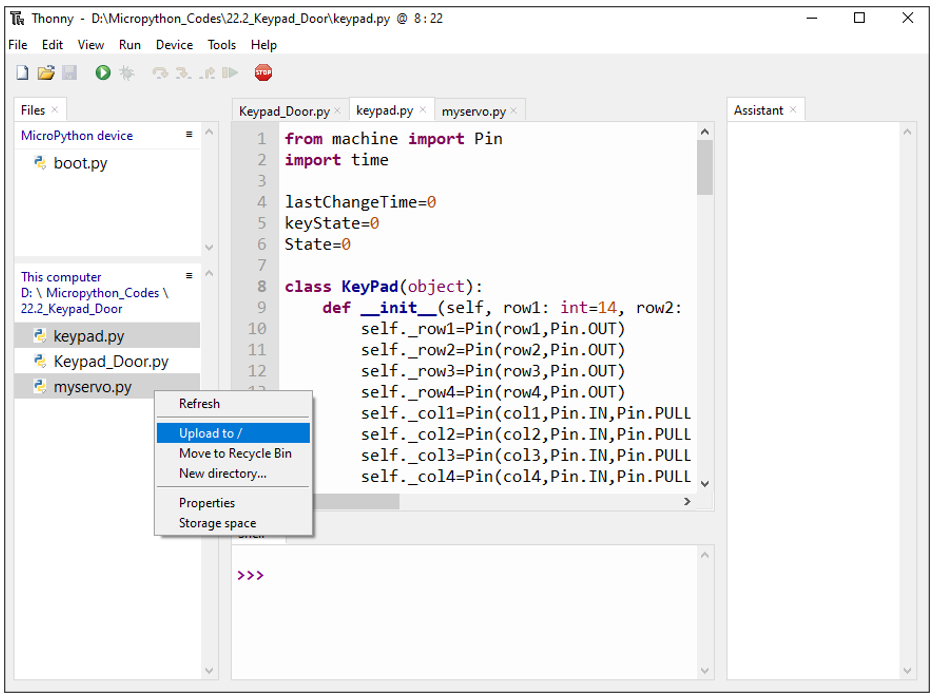 Thonny - D:\Micropython_Codes\22.2_Keypad_Door\keypad.py @ 8:22
File Edit View Run Device Tools Help
STOP
Files
MicroPython device
boot.py
This computer
D: \ Micropython_Codes \
22.2_Keypad_Door
keypad.py
Keypad_Door.py
myservo.py
Refresh
Upload to /
Move to Recycle Bin
New directory...
Properties
Storage space
Keypad_Door.py keypad.py myservo.py
1 from machine import Pin
2 import time
3
4 lastChangeTime=0
5 keyState=0
6 State=0
7
8 class KeyPad(object):
9 def __init__(self, row1: int=14, row2:
10 self._row1=Pin(row1,Pin.OUT)
11 self._row2=Pin(row2,Pin.OUT)
12 self._row3=Pin(row3,Pin.OUT)
13 self._row4=Pin(row4,Pin.OUT)
self._col1=Pin(col1,Pin.IN,Pin.PULL
self._col2=Pin(col2,Pin.IN,Pin.PULL
self._col3=Pin(col3,Pin.IN,Pin.PULL
self._col4=Pin(col4,Pin.IN,Pin.PULL
Shell
>>>
Assistant